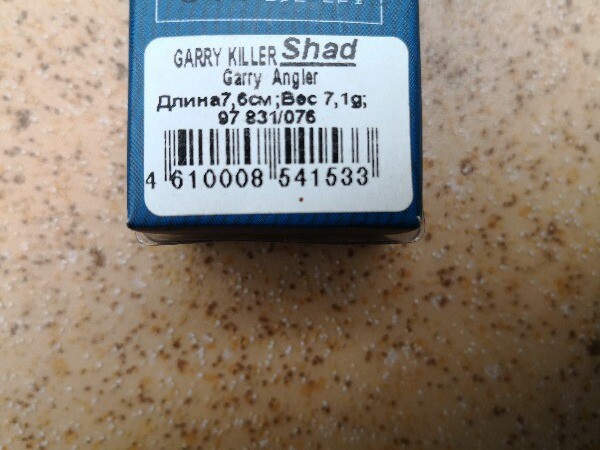 GARRY KILLER Shad
Garry Angler
Длина7,6см;Вес 7,1g;
97 831/076
4 610008 541533